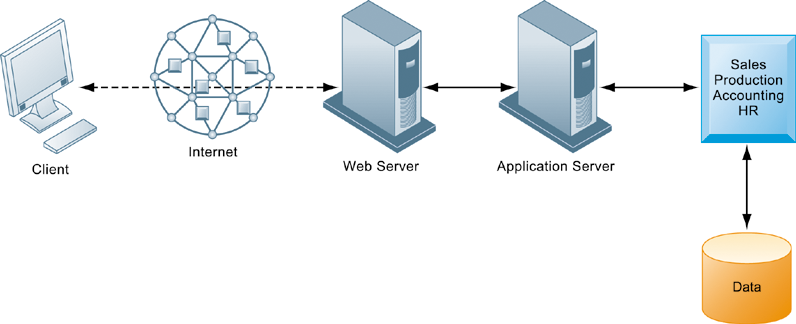 Sales
Production
Accounting
HR
Internet
Client
Web Server
Application Server
Data